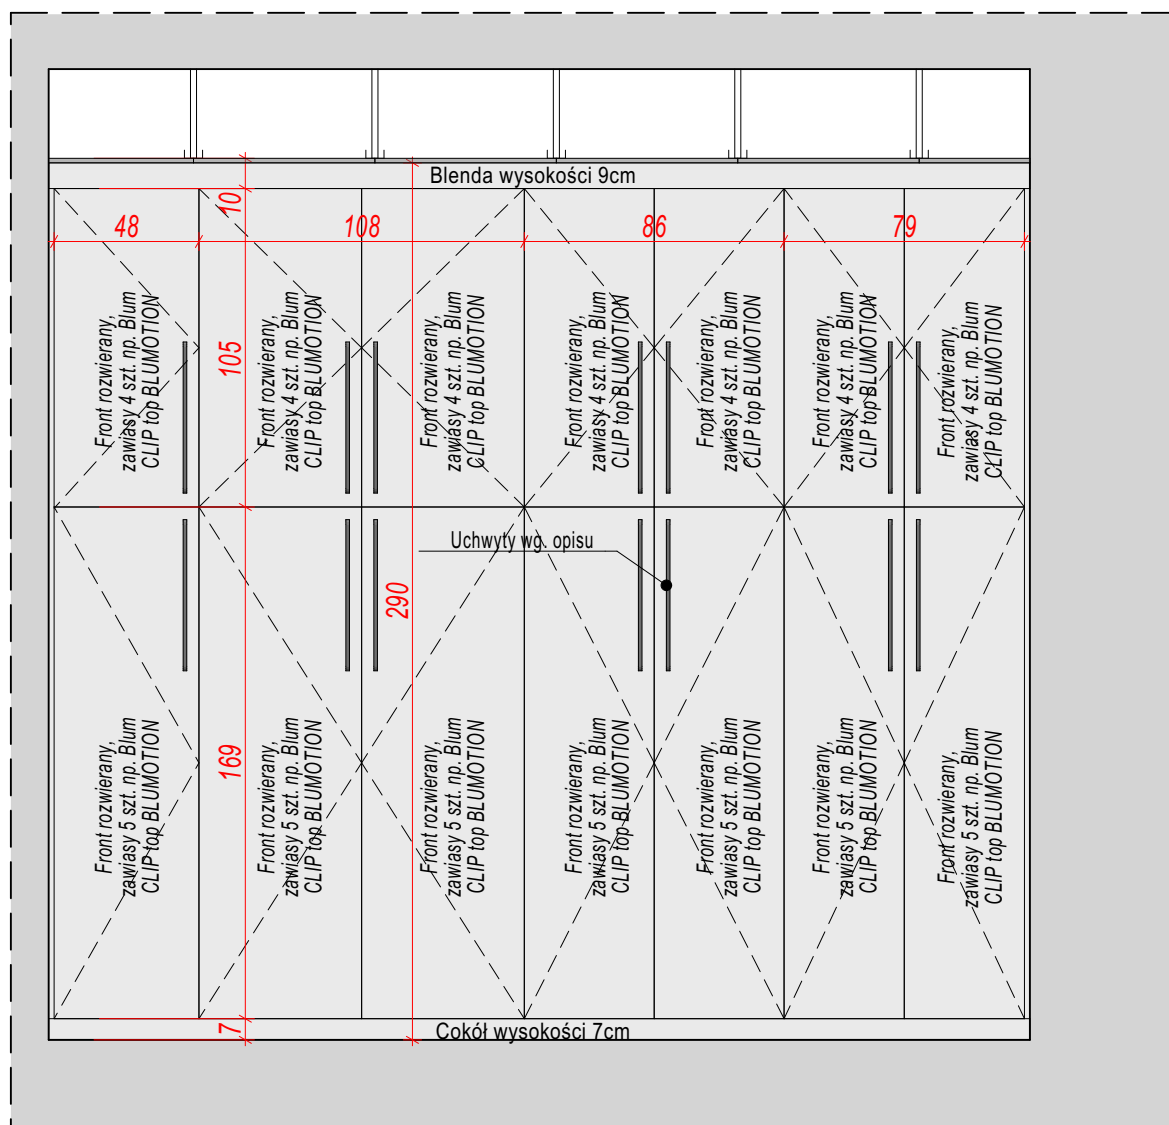 Blenda wysokości 9cm
10
48
108
86
79
Front rozwierany,
zawiasy 4 szt. np. Blum
CLIP top BLUMOTION
Front rozwierany,
zawiasy 4 szt. np. Blum
CLIP top BLUMOTION
Front rozwierany,
zawiasy 4 szt. np. Blum
CLIP top BLUMOTION
Front rozwierany,
zawiasy 4 szt. np. Blum
CLIP top BLUMOTION
Front rozwierany,
zawiasy 4 szt. np. Blum
CLIP top BLUMOTION
Front rozwierany,
zawiasy 4 szt. np. Blum
CLIP top BLUMOTION
Front rozwierany,
zawiasy 4 szt. np. Blum
CLIP top BLUMOTION
105
Uchwyty wg. opisu
290
Front rozwierany,
zawiasy 5 szt. np. Blum
CLIP top BLUMOTION
169
Front rozwierany,
zawiasy 5 szt. np. Blum
CLIP top BLUMOTION
Front rozwierany,
zawiasy 5 szt. np. Blum
CLIP top BLUMOTION
Front rozwierany,
zawiasy 5 szt. np. Blum
CLIP top BLUMOTION
Front rozwierany,
zawiasy 5 szt. np. Blum
CLIP top BLUMOTION
Front rozwierany,
zawiasy 5 szt. np. Blum
CLIP top BLUMOTION
Front rozwierany,
zawiasy 5 szt. np. Blum
CLIP top BLUMOTION
7
Cokół wysokości 7cm